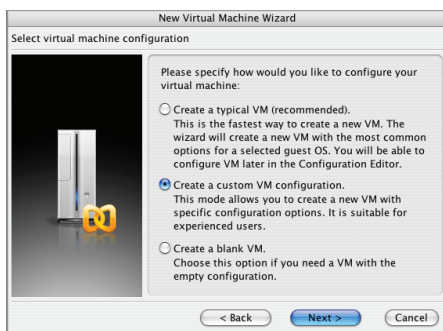 New Virtual Machine Wizard
Select virtual machine configuration
Please specify how would you like to configure your
virtual machine:
Create a typical VM (recommended).
This is the fastest way to create a new VM. The
wizard will create a new VM with the most common
options for a selected guest OS. You will be able to
configure VM later in the Configuration Editor.
Create a custom VM configuration.
This mode allows you to create a new VM with
specific configuration options. It is suitable for
experienced users.
Create a blank VM.
Choose this option if you need a VM with the
empty configuration.
< Back
Next >
Cancel